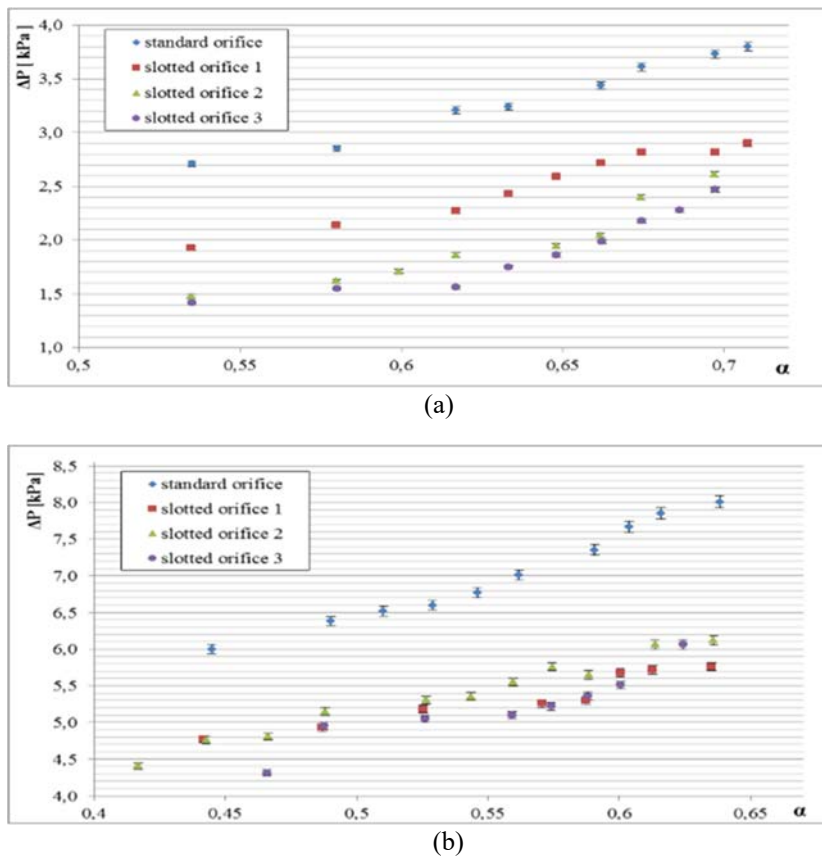 ΔP [ kPa]
4,0
3,5
3,0
2,5
2,0
1,5
1,0
standard orifice
slotted orifice 1
slotted orifice 2
slotted orifice 3
0,5
0,55
0,6
0,65
0,7
α
(a)
ΔP [kPa]
8,5
8,0
7,5
7,0
6,5
6,0
5,5
5,0
4,5
4,0
standard orifice
slotted orifice 1
slotted orifice 2
slotted orifice 3
0,4
0,45
0,5
0,55
0,6
0,65
α
(b)